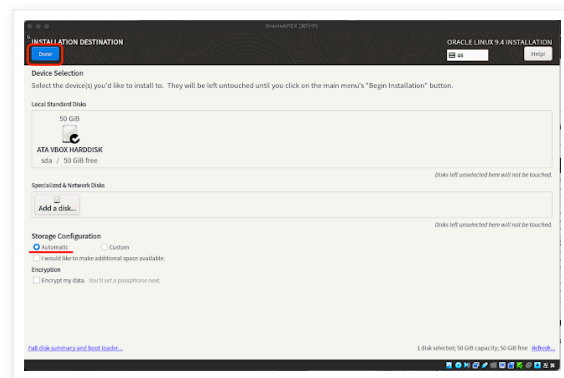 OracleAPEX [実行中]
INSTALLATION DESTINATION
ORACLE LINUX 9.4 INSTALLATION
Done
us
Help!
Device Selection
Select the device(s) you'd like to install to. They will be left untouched until you click on the main menu's "Begin Installation" button.
Local Standard Disks
50 GiB
ATA VBOX HARDDISK
sda / 50 GiB free
Disks left unselected here will not be touched.
Specialized & Network Disks
Add a disk...
Disks left unselected here will not be touched.
Storage Configuration
Automatic Custom
I would like to make additional space available.
Encryption
Encrypt my data. You'll set a passphrase next.
Full disk summary and boot loader...
1 disk selected; 50 GiB capacity; 50 GiB free Refresh...
左 ⌘